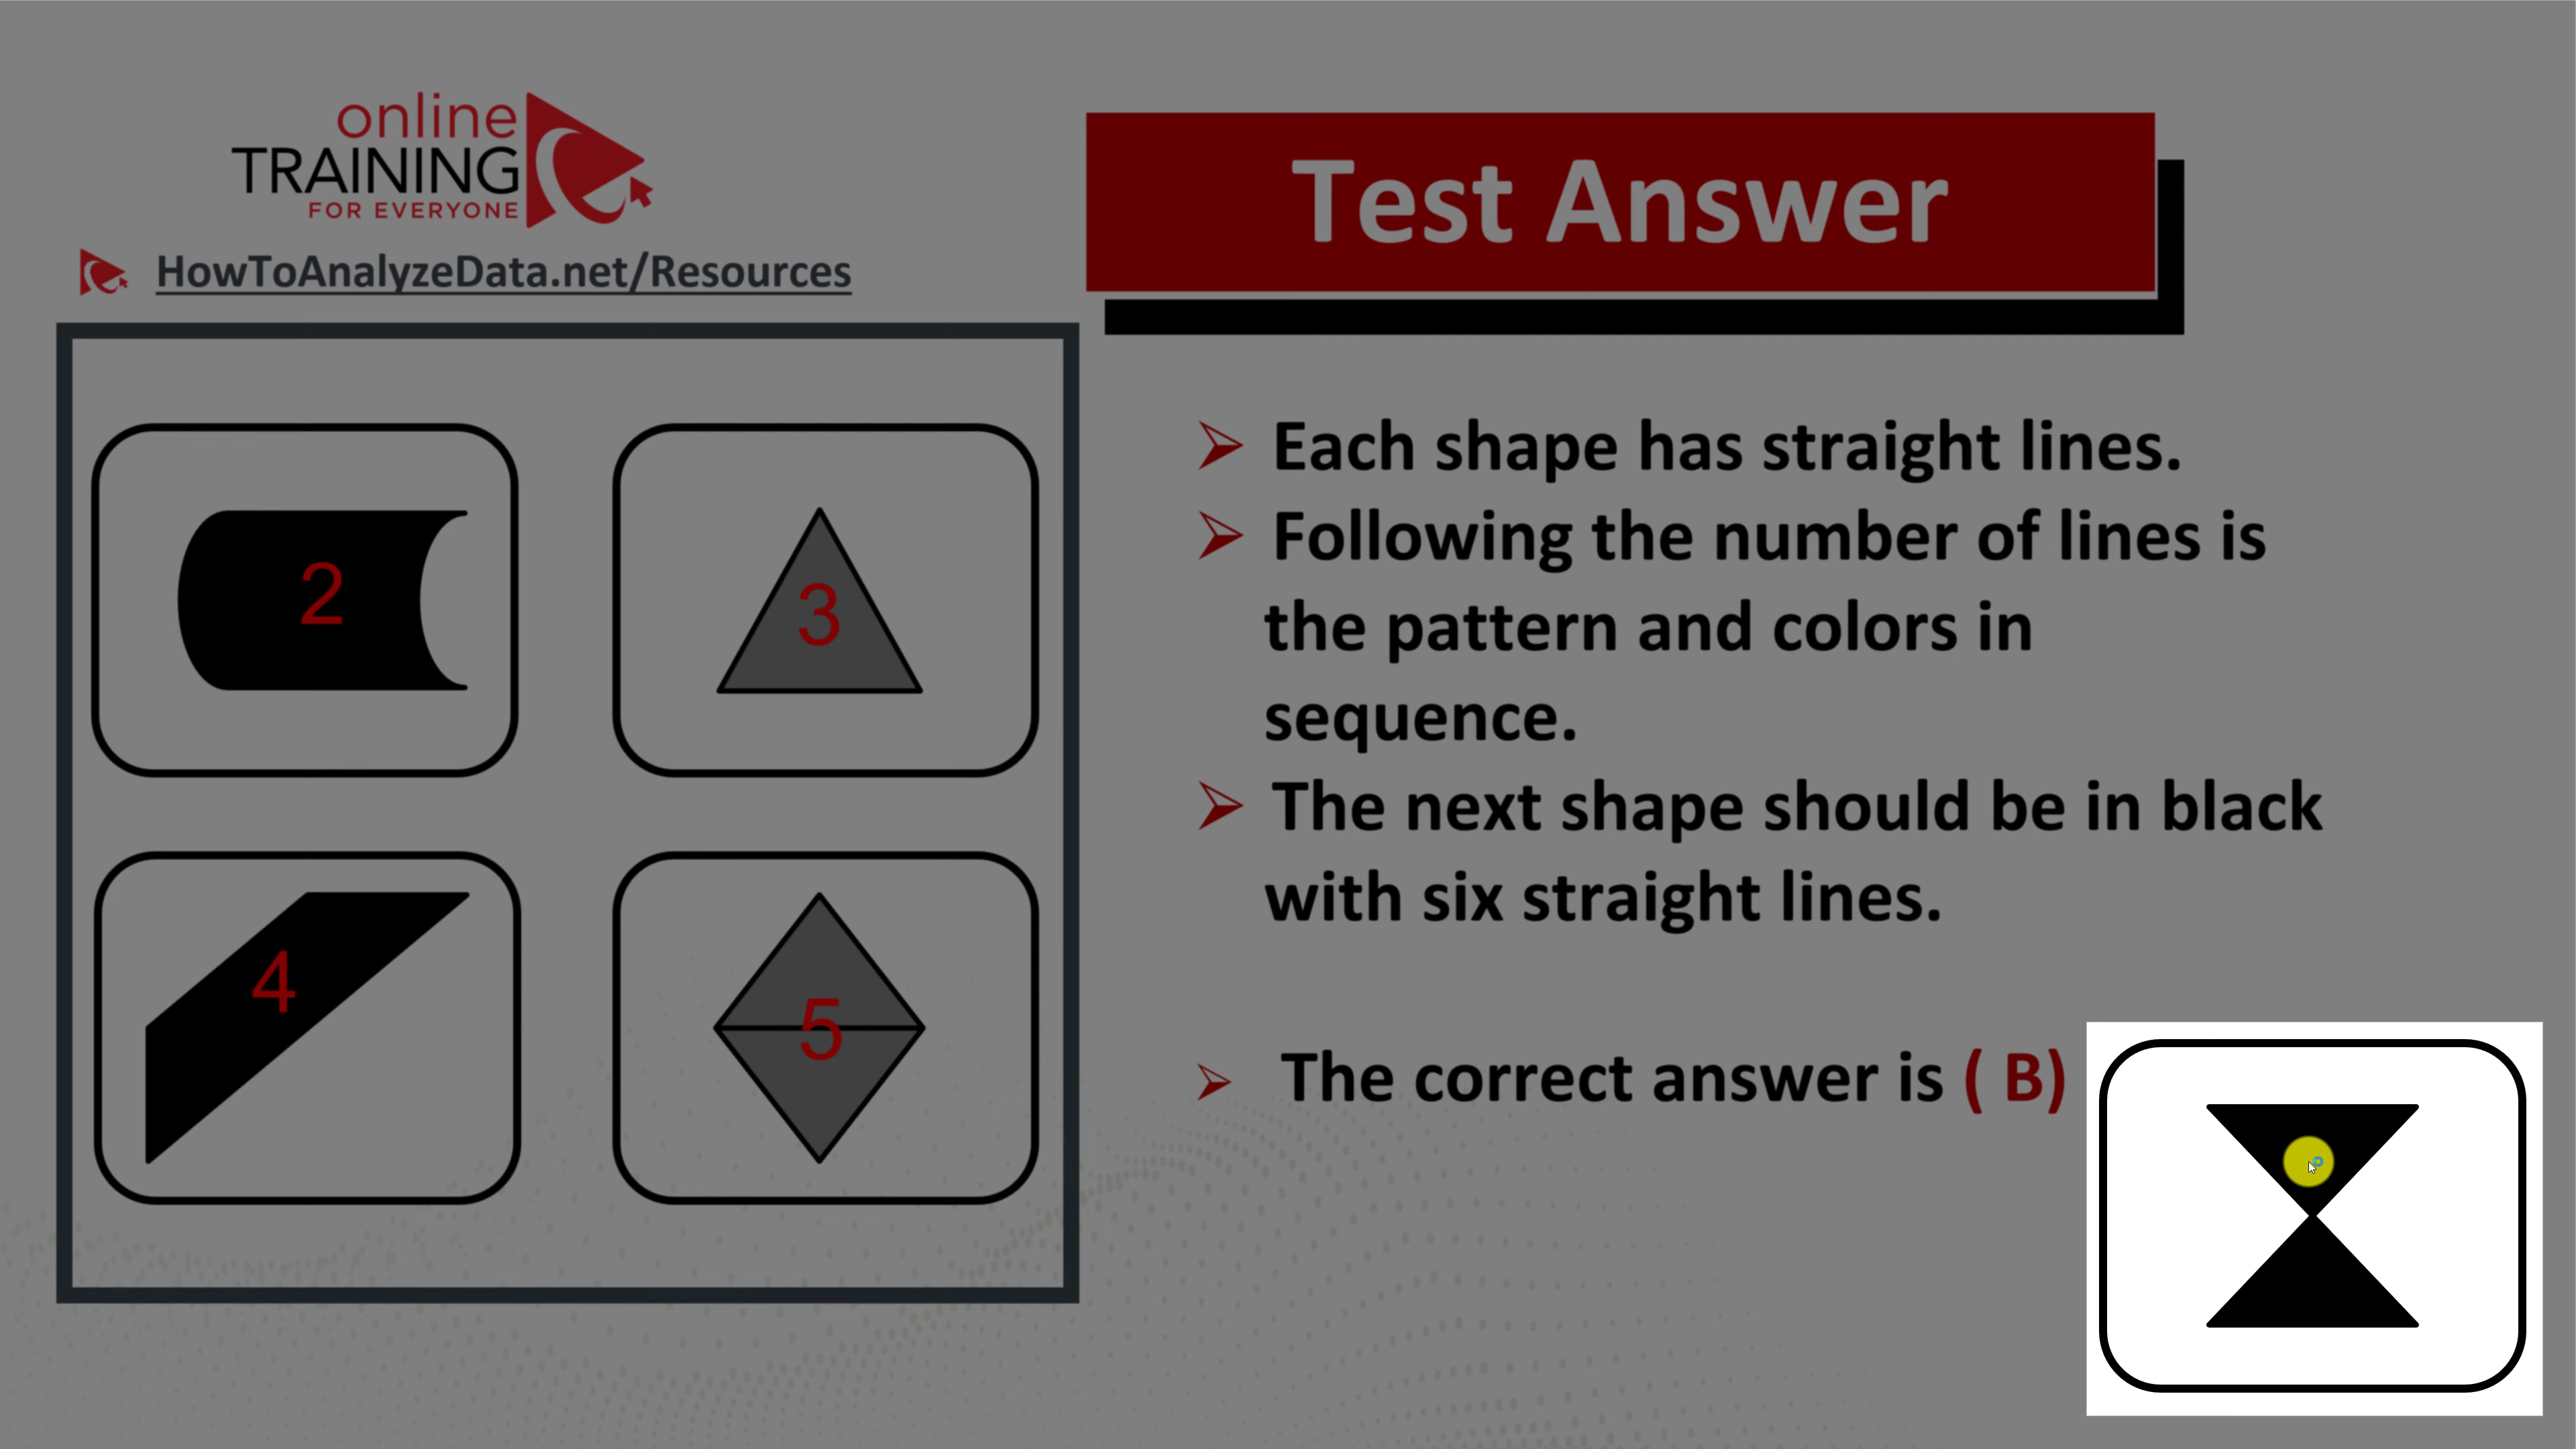 online
TRAINING
FOR EVERYONE
HowToAnalyzeData.net/Resources
Test Answer
2
3
4
5
Each shape has straight lines.
Following the number of lines is
the pattern and colors in
sequence.
The next shape should be in black
with six straight lines.
The correct answer is ( B)